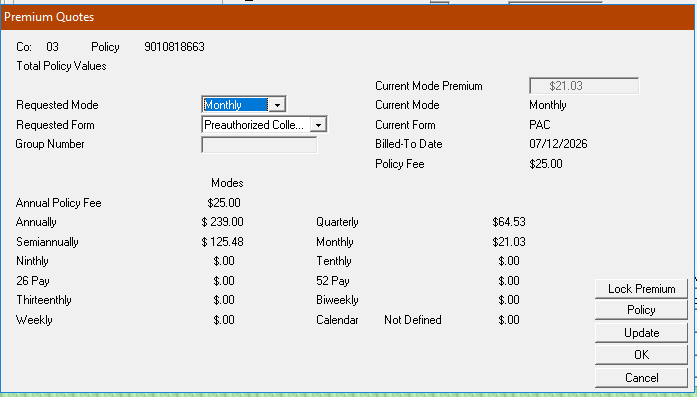 Premium Quotes
Co: 03 Policy 9010818663
Total Policy Values
Current Mode Premium $21.03
Requested Mode Monthly Current Mode Monthly
Requested Form Preauthorized Colle... Current Form PAC
Group Number Billed-To Date 07/12/2026
Policy Fee $25.00
Modes
Annual Policy Fee $25.00
Annually $ 239.00 Quarterly $64.53
Semiannually $ 125.48 Monthly $21.03
Ninthly $.00 Tenthly $.00
26 Pay $.00 52 Pay $.00
Thirteenthly $.00 Biweekly $.00
Weekly $.00 Calendar Not Defined $.00
Lock Premium
Policy
Update
OK
Cancel